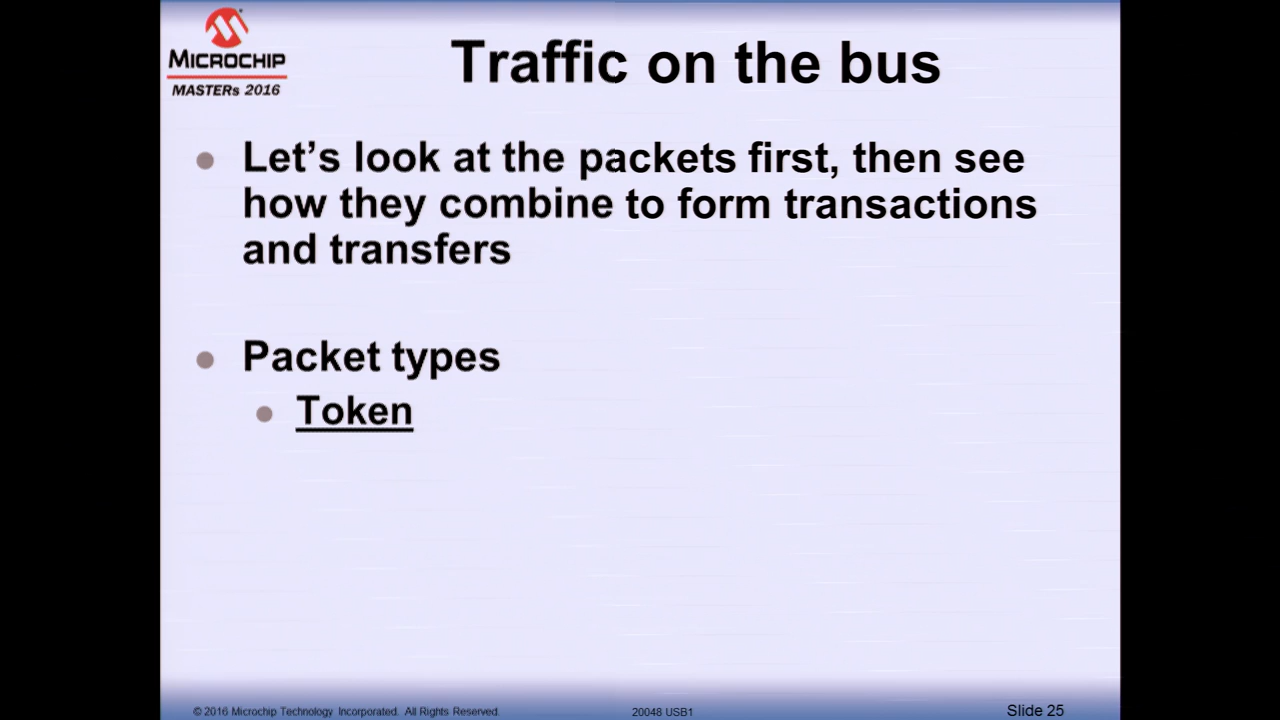 MICROCHIP
MASTERs 2016
Traffic on the bus
Let's look at the packets first, then see
how they combine to form transactions
and transfers
Packet types
Token
© 2016 Microchip Technology Incorporated. All Rights Reserved.
20048 USB1
Slide 25